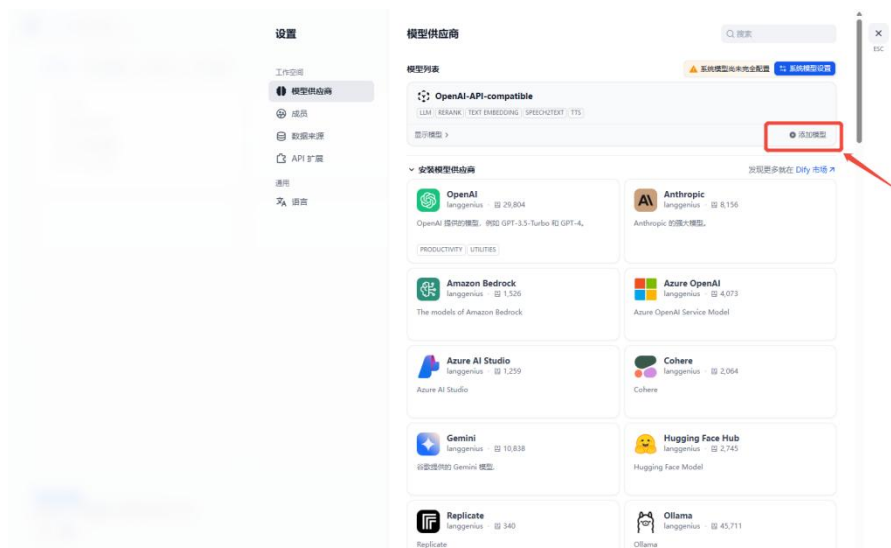 设置
模型供应商
搜索
ESC
工作空间
模型供应商
成员
数据来源
API 扩展
通用
语言
模型列表
系统模型尚未完全配置
系统模型设置
OpenAI-API-compatible
LLM RERANK TEXT EMBEDDING SPEECH2TEXT TTS
显示模型
添加模型
安装模型供应商
发现更多就在 Dify 市场
OpenAI
langgenius · 29,804
OpenAI 提供的模型，例如 GPT-3.5-Turbo 和 GPT-4。
PRODUCTIVITY UTILITIES
Anthropic
langgenius · 8,156
Anthropic 的强大模型。
Amazon Bedrock
langgenius · 1,526
The models of Amazon Bedrock
Azure OpenAI
langgenius · 4,073
Azure OpenAI Service Model
Azure AI Studio
langgenius · 1,259
Azure AI Studio
Cohere
langgenius · 2,064
Cohere
Gemini
langgenius · 10,838
谷歌提供的 Gemini 模型.
Hugging Face Hub
langgenius · 2,745
Hugging Face Model
Replicate
langgenius · 340
Replicate
Ollama
langgenius · 45,711
Ollama